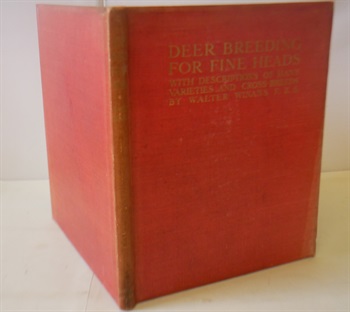 DEER BREEDING
FOR FINE HEADS
WITH DESCRIPTIONS OF MANY
VARIETIES AND CROSS-BREEDS
BY WALTER WINANS